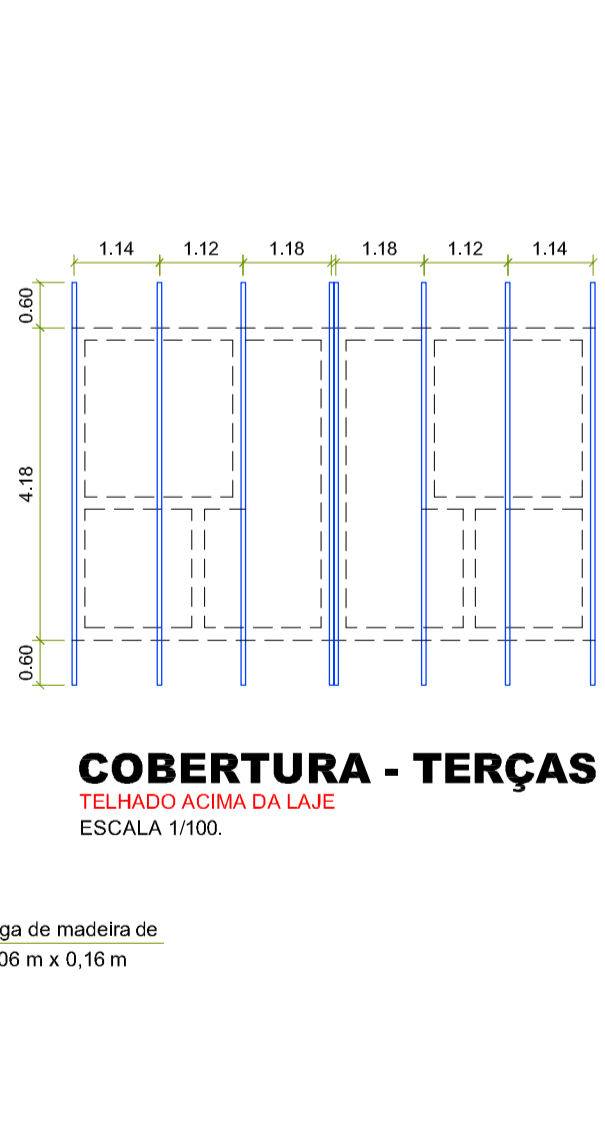 1.14 1.12 1.18 1.18 1.12 1.14
0.60
4.18
0.60
COBERTURA - TERÇAS
TELHADO ACIMA DA LAJE
ESCALA 1/100.
ga de madeira de
06 m x 0,16 m